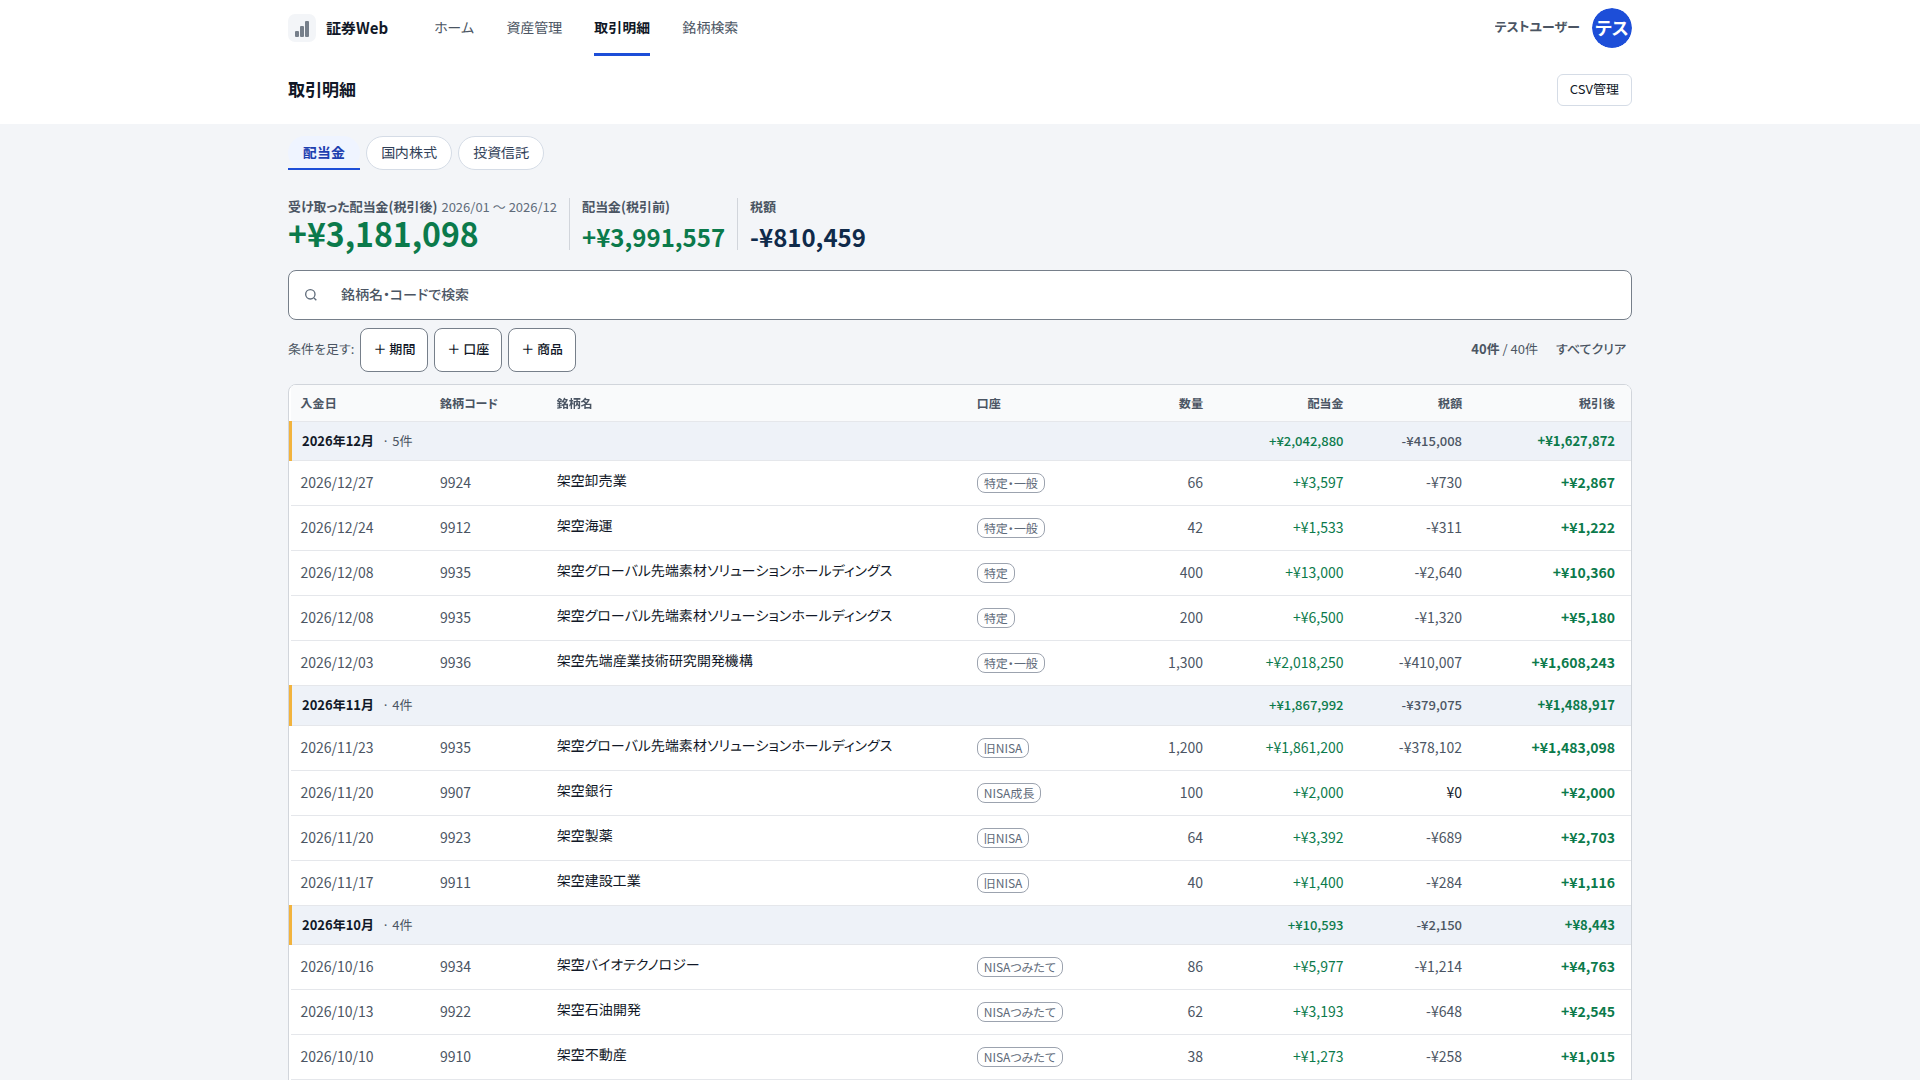 証券Web ホーム 資産管理 取引明細 銘柄検索 テストユーザー テス
取引明細 CSV管理
配当金 国内株式 投資信託
受け取った配当金(税引後) 2026/01 〜 2026/12 配当金(税引前) 税額
+¥3,181,098 +¥3,991,557 -¥810,459
銘柄名・コードで検索
条件を足す: ＋ 期間 ＋ 口座 ＋ 商品 40件 / 40件 すべてクリア
入金日 銘柄コード 銘柄名 口座 数量 配当金 税額 税引後
2026年12月 · 5件 +¥2,042,880 -¥415,008 +¥1,627,872
2026/12/27 9924 架空卸売業 特定・一般 66 +¥3,597 -¥730 +¥2,867
2026/12/24 9912 架空海運 特定・一般 42 +¥1,533 -¥311 +¥1,222
2026/12/08 9935 架空グローバル先端素材ソリューションホールディングス 特定 400 +¥13,000 -¥2,640 +¥10,360
2026/12/08 9935 架空グローバル先端素材ソリューションホールディングス 特定 200 +¥6,500 -¥1,320 +¥5,180
2026/12/03 9936 架空先端産業技術研究開発機構 特定・一般 1,300 +¥2,018,250 -¥410,007 +¥1,608,243
2026年11月 · 4件 +¥1,867,992 -¥379,075 +¥1,488,917
2026/11/23 9935 架空グローバル先端素材ソリューションホールディングス 旧NISA 1,200 +¥1,861,200 -¥378,102 +¥1,483,098
2026/11/20 9907 架空銀行 NISA成長 100 +¥2,000 ¥0 +¥2,000
2026/11/20 9923 架空製薬 旧NISA 64 +¥3,392 -¥689 +¥2,703
2026/11/17 9911 架空建設工業 旧NISA 40 +¥1,400 -¥284 +¥1,116
2026年10月 · 4件 +¥10,593 -¥2,150 +¥8,443
2026/10/16 9934 架空バイオテクノロジー NISAつみたて 86 +¥5,977 -¥1,214 +¥4,763
2026/10/13 9922 架空石油開発 NISAつみたて 62 +¥3,193 -¥648 +¥2,545
2026/10/10 9910 架空不動産 NISAつみたて 38 +¥1,273 -¥258 +¥1,015